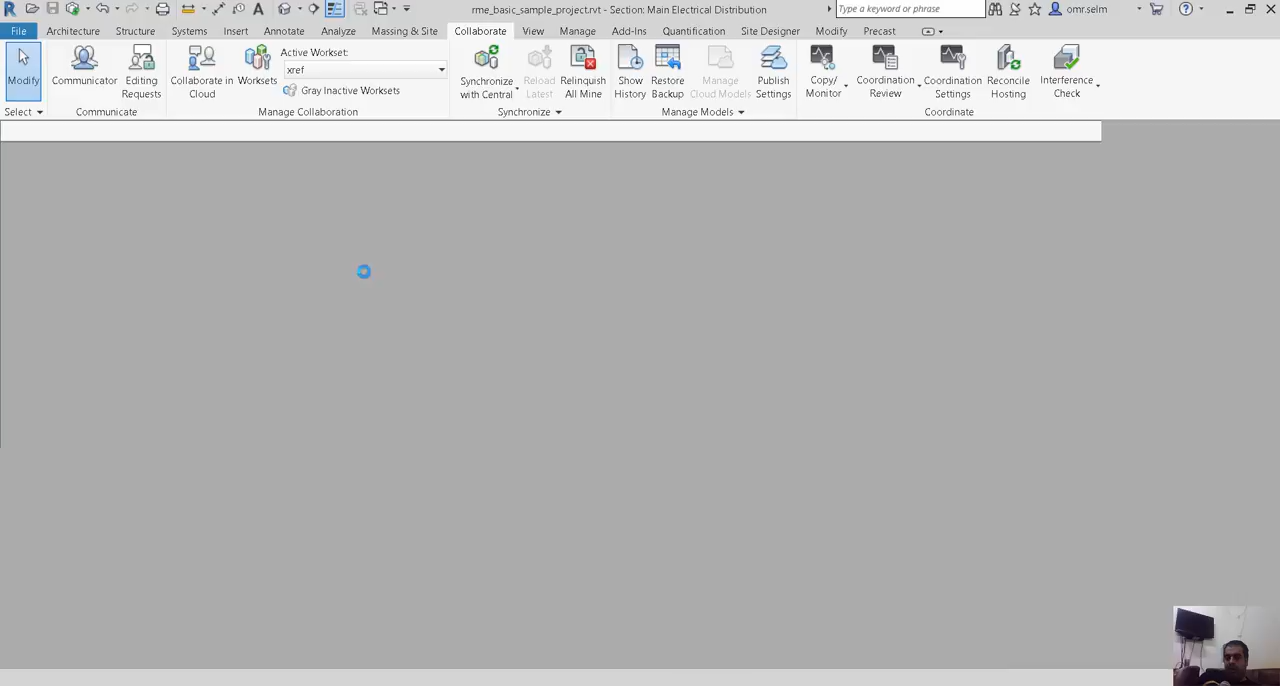 rme_basic_sample_project.rvt - Section: Main Electrical Distribution
Type a keyword or phrase
omr.selm
File Architecture Structure Systems Insert Annotate Analyze Massing & Site Collaborate View Manage Add-Ins Quantification Site Designer Modify Precast
Modify
Select
Communicator
Editing
Requests
Communicate
Collaborate in
Cloud
Worksets
Active Workset:
xref
Gray Inactive Worksets
Manage Collaboration
Synchronize
with Central
Reload
Latest
Relinquish
All Mine
Synchronize
Show
History
Restore
Backup
Manage
Cloud Models
Publish
Settings
Manage Models
Copy/
Monitor
Coordination
Review
Coordination
Settings
Reconcile
Hosting
Interference
Check
Coordinate